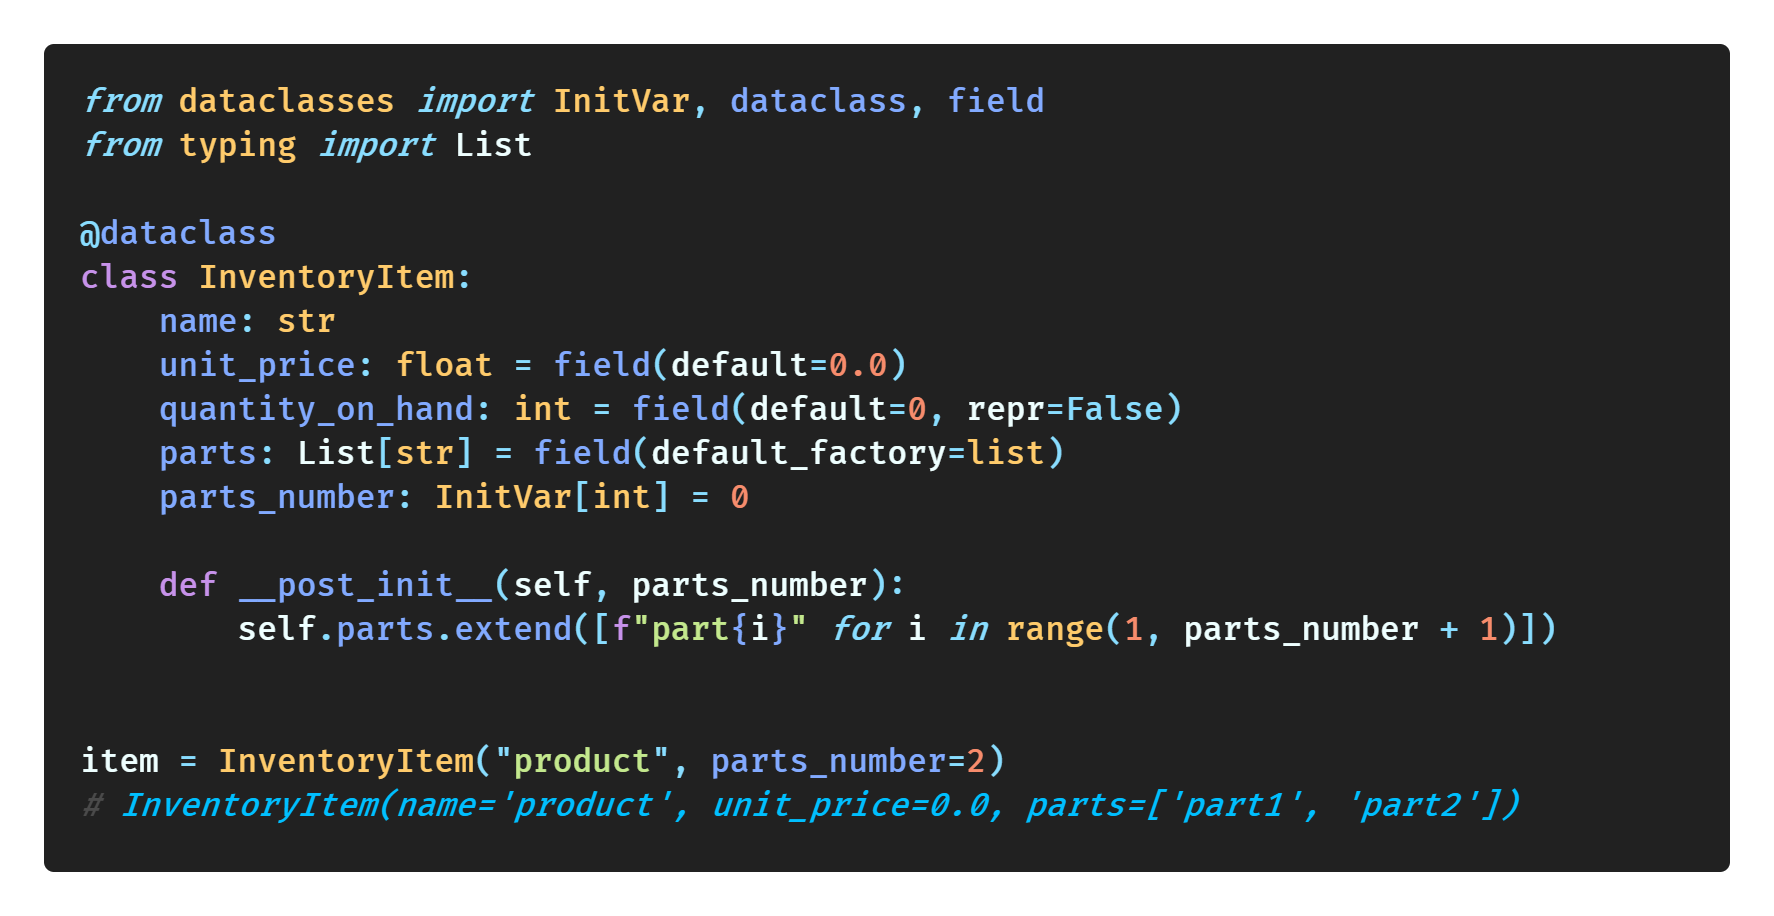 from dataclasses import InitVar, dataclass, field
from typing import List

@dataclass
class InventoryItem:
    name: str
    unit_price: float = field(default=0.0)
    quantity_on_hand: int = field(default=0, repr=False)
    parts: List[str] = field(default_factory=list)
    parts_number: InitVar[int] = 0

    def __post_init__(self, parts_number):
        self.parts.extend([f"part{i}" for i in range(1, parts_number + 1)])


item = InventoryItem("product", parts_number=2)
# InventoryItem(name='product', unit_price=0.0, parts=['part1', 'part2'])